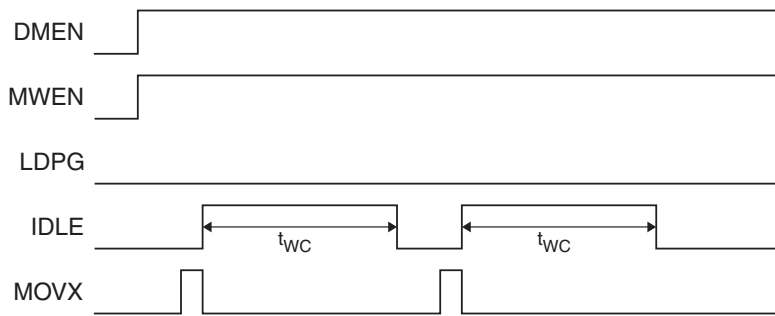 DMEN
MWEN
LDPG
IDLE
tWC tWC
MOVX